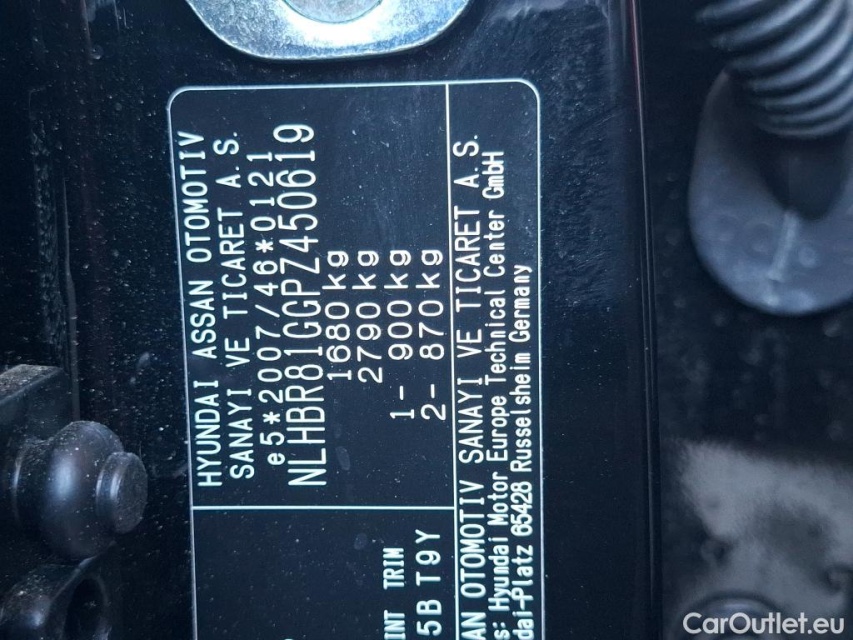 HYUNDAI ASSAN OTOMOTIV
SANAYI VE TICARET A.S.
e5*2007/46*0121
NLHBR81GGPZ450619
1680 kg
2790 kg
1- 900 kg
2- 870 kg
INT TRIM
5B T9Y
AN OTOMOTIV SANAYI VE TICARET A.S.
s: Hyundai Motor Europe Technical Center GmbH
dai-Platz 65428 Russelsheim Germany
CarOutlet.eu